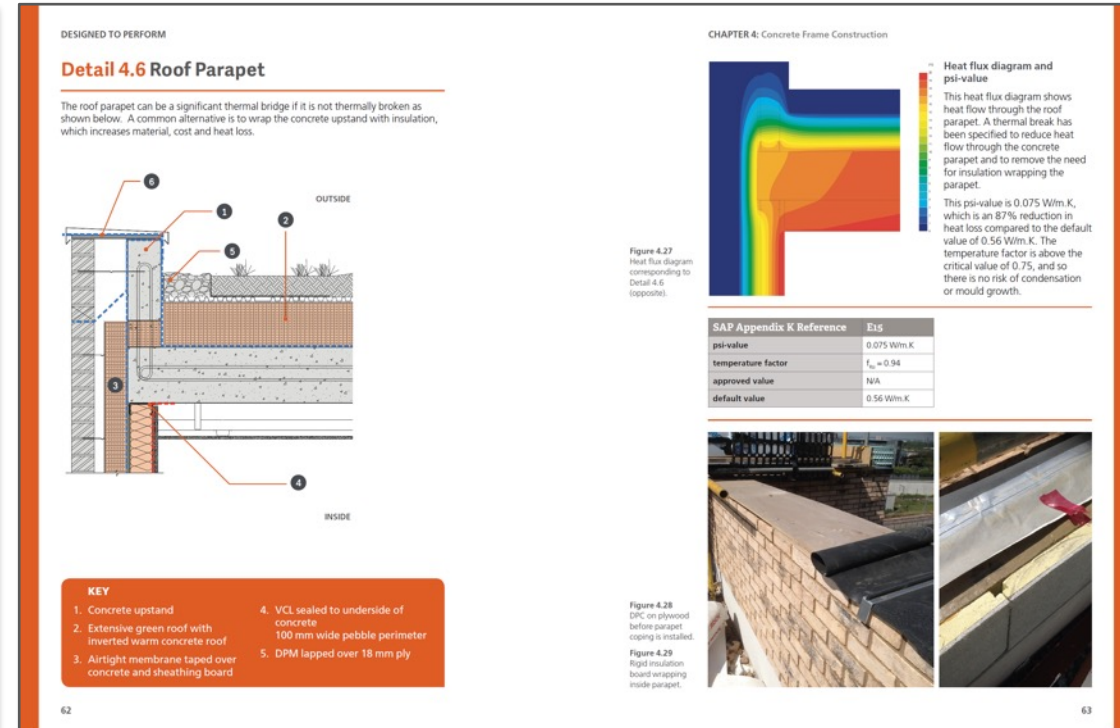 DESIGNED TO PERFORM
Detail 4.6 Roof Parapet
The roof parapet can be a significant thermal bridge if it is not thermally broken as
shown below. A common alternative is to wrap the concrete upstand with insulation,
which increases material, cost and heat loss.
6
1
OUTSIDE
2
5
3
4
INSIDE
KEY
1. Concrete upstand
2. Extensive green roof with
inverted warm concrete roof
3. Airtight membrane taped over
concrete and sheathing board
4. VCL sealed to underside of
concrete
100 mm wide pebble perimeter
5. DPM lapped over 18 mm ply
62
CHAPTER 4: Concrete Frame Construction
Heat flux diagram and
psi-value
This heat flux diagram shows
heat flow through the roof
parapet. A thermal break has
been specified to reduce heat
flow through the concrete
parapet and to remove the need
for insulation wrapping the
parapet.
This psi-value is 0.075 W/m.K,
which is an 87% reduction in
heat loss compared to the default
value of 0.56 W/m.K. The
temperature factor is above the
critical value of 0.75, and so
there is no risk of condensation
or mould growth.
Figure 4.27
Heat flux diagram
corresponding to
Detail 4.6
(opposite).
SAP Appendix K Reference E15
psi-value 0.075 W/m.K
temperature factor = 0.94
approved value N/A
default value 0.56 W/m.K
Figure 4.28
DPC on plywood
before parapet
coping is installed.
Figure 4.29
Rigid insulation
board wrapping
inside parapet.
63